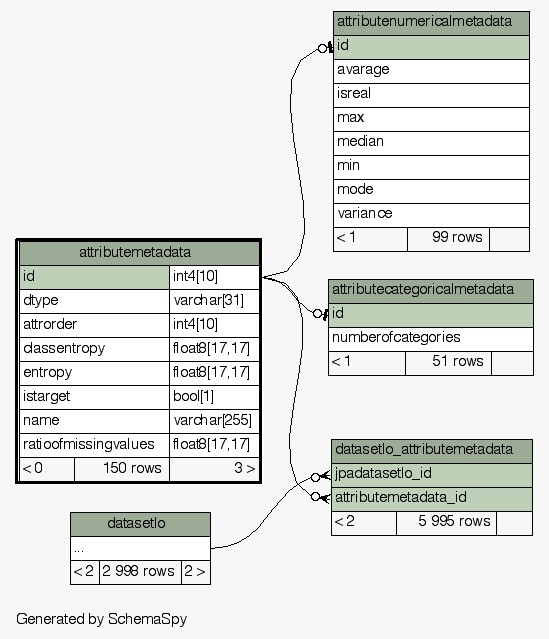 attributenumericalmetadata
id
avarage
isreal
max
median
min
mode
variance
< 1 99 rows
attributemetadata
id int4[10]
dtype varchar[31]
attrorder int4[10]
classentropy float8[17,17]
entropy float8[17,17]
istarget bool[1]
name varchar[255]
ratioofmissingvalues float8[17,17]
< 0 150 rows 3 >
attributecategoricalmetadata
id
numberofcategories
< 1 51 rows
datasetlo_attributemetadata
jpadatasetlo_id
attributemetadata_id
< 2 5 995 rows
datasetlo
...
< 2 2 998 rows 2 >
Generated by SchemaSpy